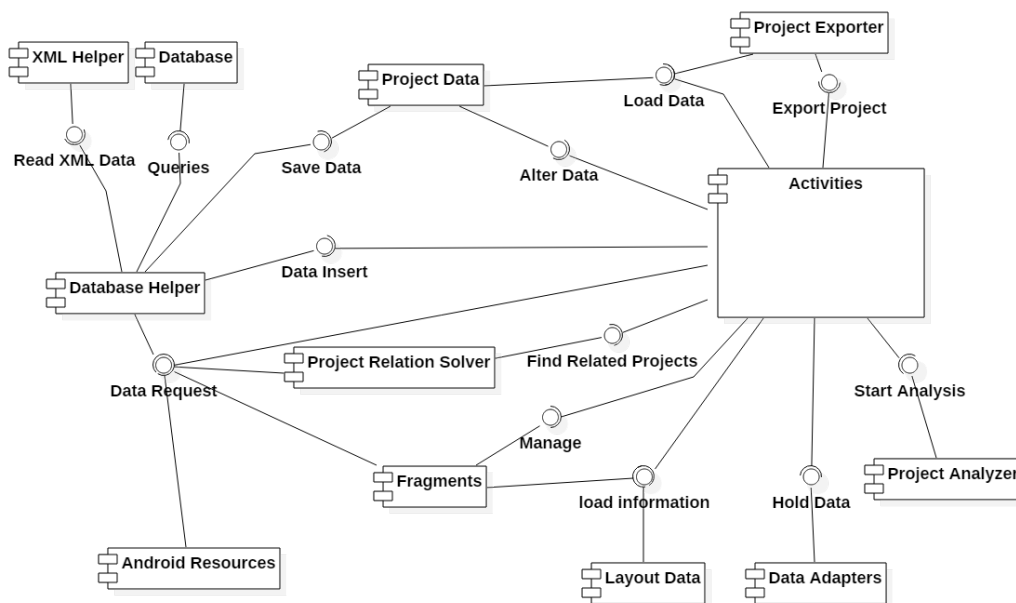 Project Exporter
XML Helper
Database
Project Data
Load Data
Export Project
Read XML Data
Queries
Save Data
Alter Data
Activities
Data Insert
Database Helper
Project Relation Solver
Find Related Projects
Data Request
Start Analysis
Manage
Fragments
load information
Hold Data
Project Analyzer
Android Resources
Layout Data
Data Adapters